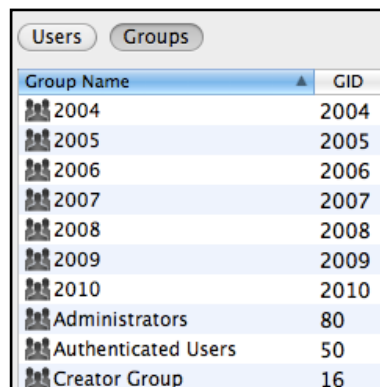 Users Groups
Group Name GID
2004 2004
2005 2005
2006 2006
2007 2007
2008 2008
2009 2009
2010 2010
Administrators 80
Authenticated Users 50
Creator Group 16